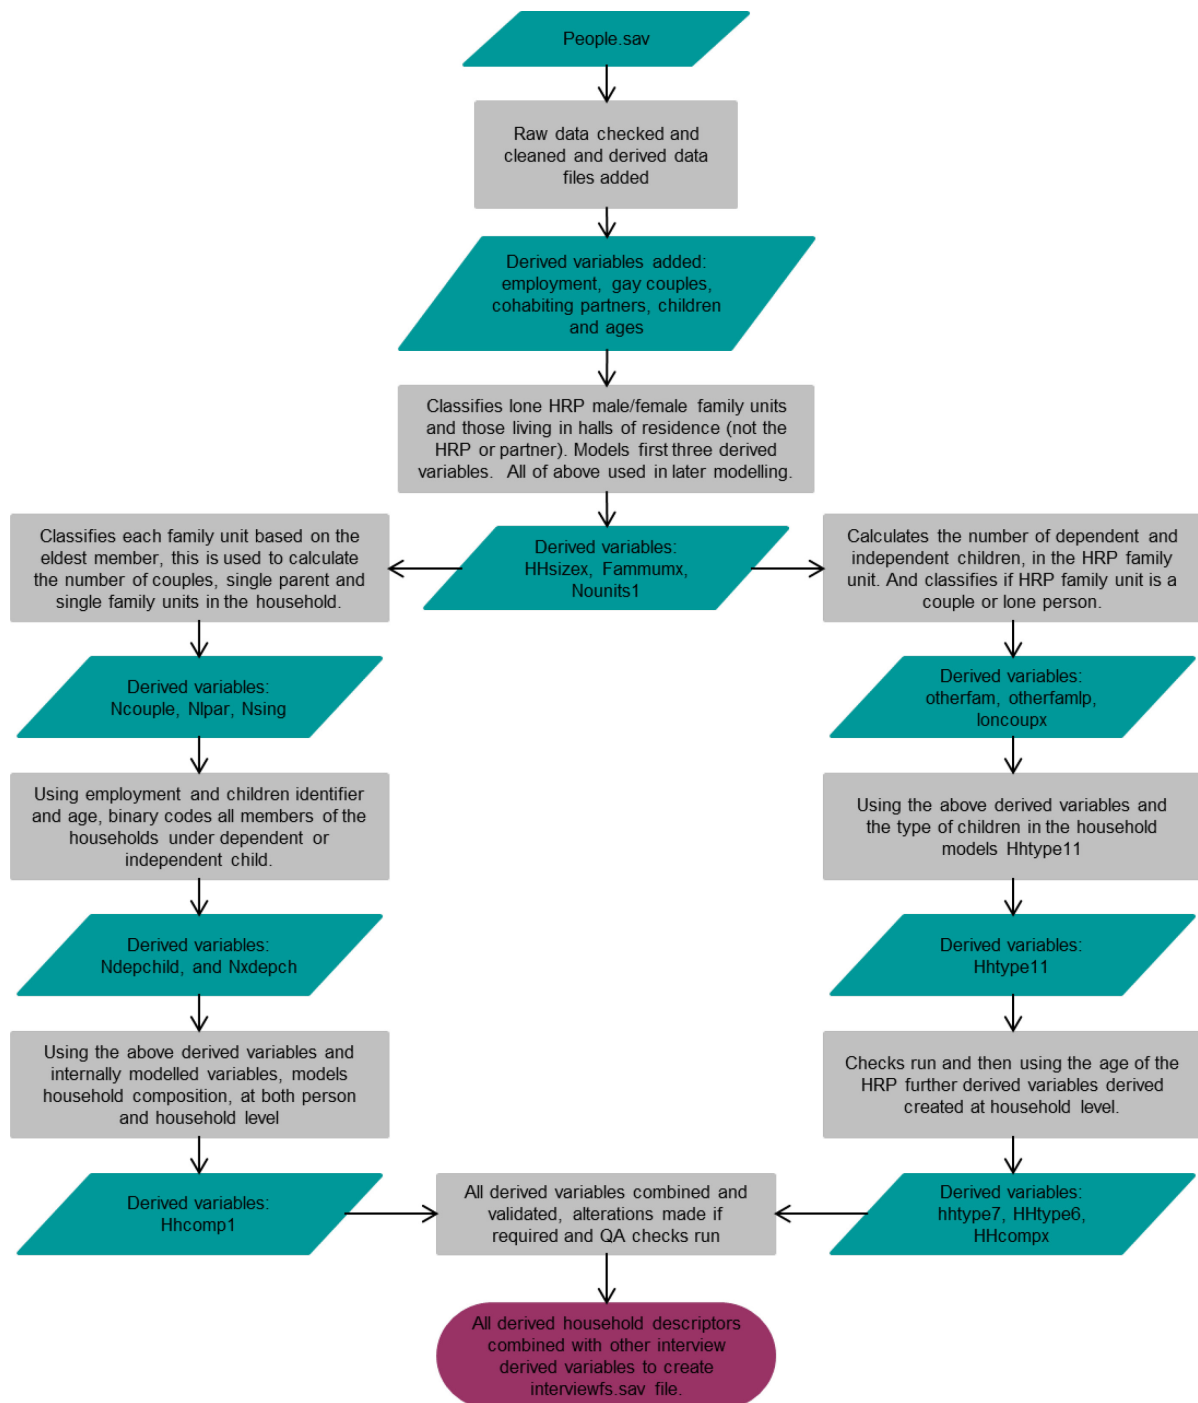 People.sav
Raw data checked and
cleaned and derived data
files added
Derived variables added:
employment, gay couples,
cohabiting partners, children
and ages
Classifies lone HRP male/female family units
and those living in halls of residence (not the
HRP or partner). Models first three derived
variables. All of above used in later modelling.
Derived variables:
HHsizex, Fammumx,
Nounits1
Classifies each family unit based on the
eldest member, this is used to calculate
the number of couples, single parent and
single family units in the household.
Derived variables:
Ncouple, Nlpar, Nsing
Using employment and children identifier
and age, binary codes all members of the
households under dependent or
independent child.
Derived variables:
Ndepchild, and Nxdepch
Using the above derived variables and
internally modelled variables, models
household composition, at both person
and household level
Derived variables:
Hhcomp1
Calculates the number of dependent and
independent children, in the HRP family
unit. And classifies if HRP family unit is a
couple or lone person.
Derived variables:
otherfam, otherfamlp,
loncoupx
Using the above derived variables and
the type of children in the household
models Hhtype11
Derived variables:
Hhtype11
Checks run and then using the age of the
HRP further derived variables derived
created at household level.
Derived variables:
hhtype7, HHtype6,
HHcompx
All derived variables combined and
validated, alterations made if
required and QA checks run
All derived household descriptors
combined with other interview
derived variables to create
interviewfs.sav file.